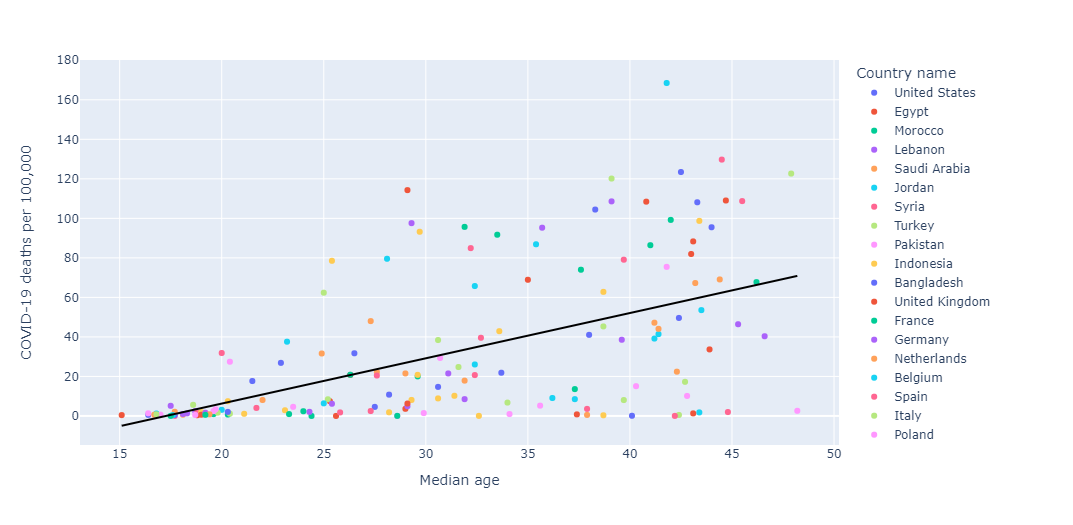 Country name
United States
Egypt
Morocco
Lebanon
Saudi Arabia
Jordan
Syria
Turkey
Pakistan
Indonesia
Bangladesh
United Kingdom
France
Germany
Netherlands
Belgium
Spain
Italy
Poland
COVID-19 deaths per 100,000
180
160
140
120
100
80
60
40
20
0
15 20 25 30 35 40 45 50
Median age